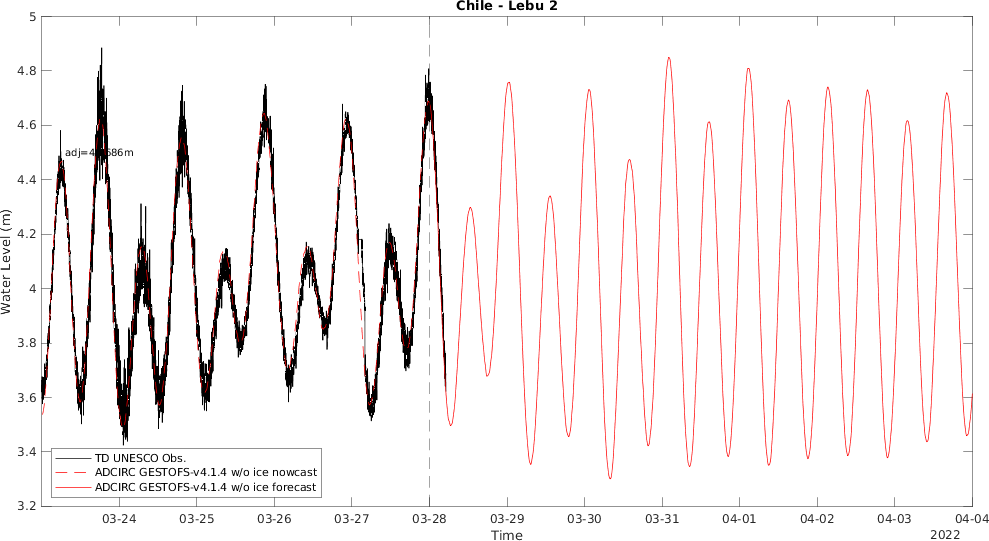 Chile - Lebu 2
5
4.8
4.6
4.4
4.2
4
3.8
3.6
3.4
3.2
Water Level (m)
TD UNESCO Obs.
ADCIRC GESTOFS-v4.1.4 w/o ice nowcast
ADCIRC GESTOFS-v4.1.4 w/o ice forecast
03-24 03-25 03-26 03-27 03-28 03-29 03-30 03-31 04-01 04-02 04-03 04-04
Time
2022